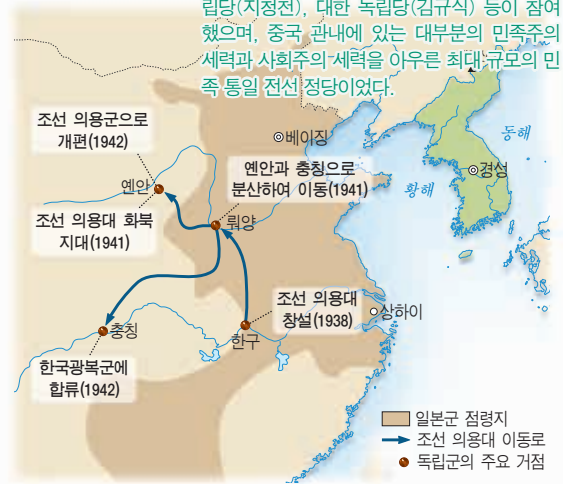 립당(지청전), 대한 독립당(김규식) 등이 참여
했으며, 중국 관내에 있는 대부분의 민족주의
세력과 사회주의 세력을 아우른 최대 규모의 민
족 통일 전선 정당이었다.
조선 의용군으로
개편(1942)
베이징
동해
옌안과 충칭으로
분산하여 이동(1941)
경성
옌안
황해
조선 의용대 화북
지대(1941)
뤄양
조선 의용대
창설(1938)
상하이
충칭
한구
한국광복군에
합류(1942)
일본군 점령지
조선 의용대 이동로
독립군의 주요 거점